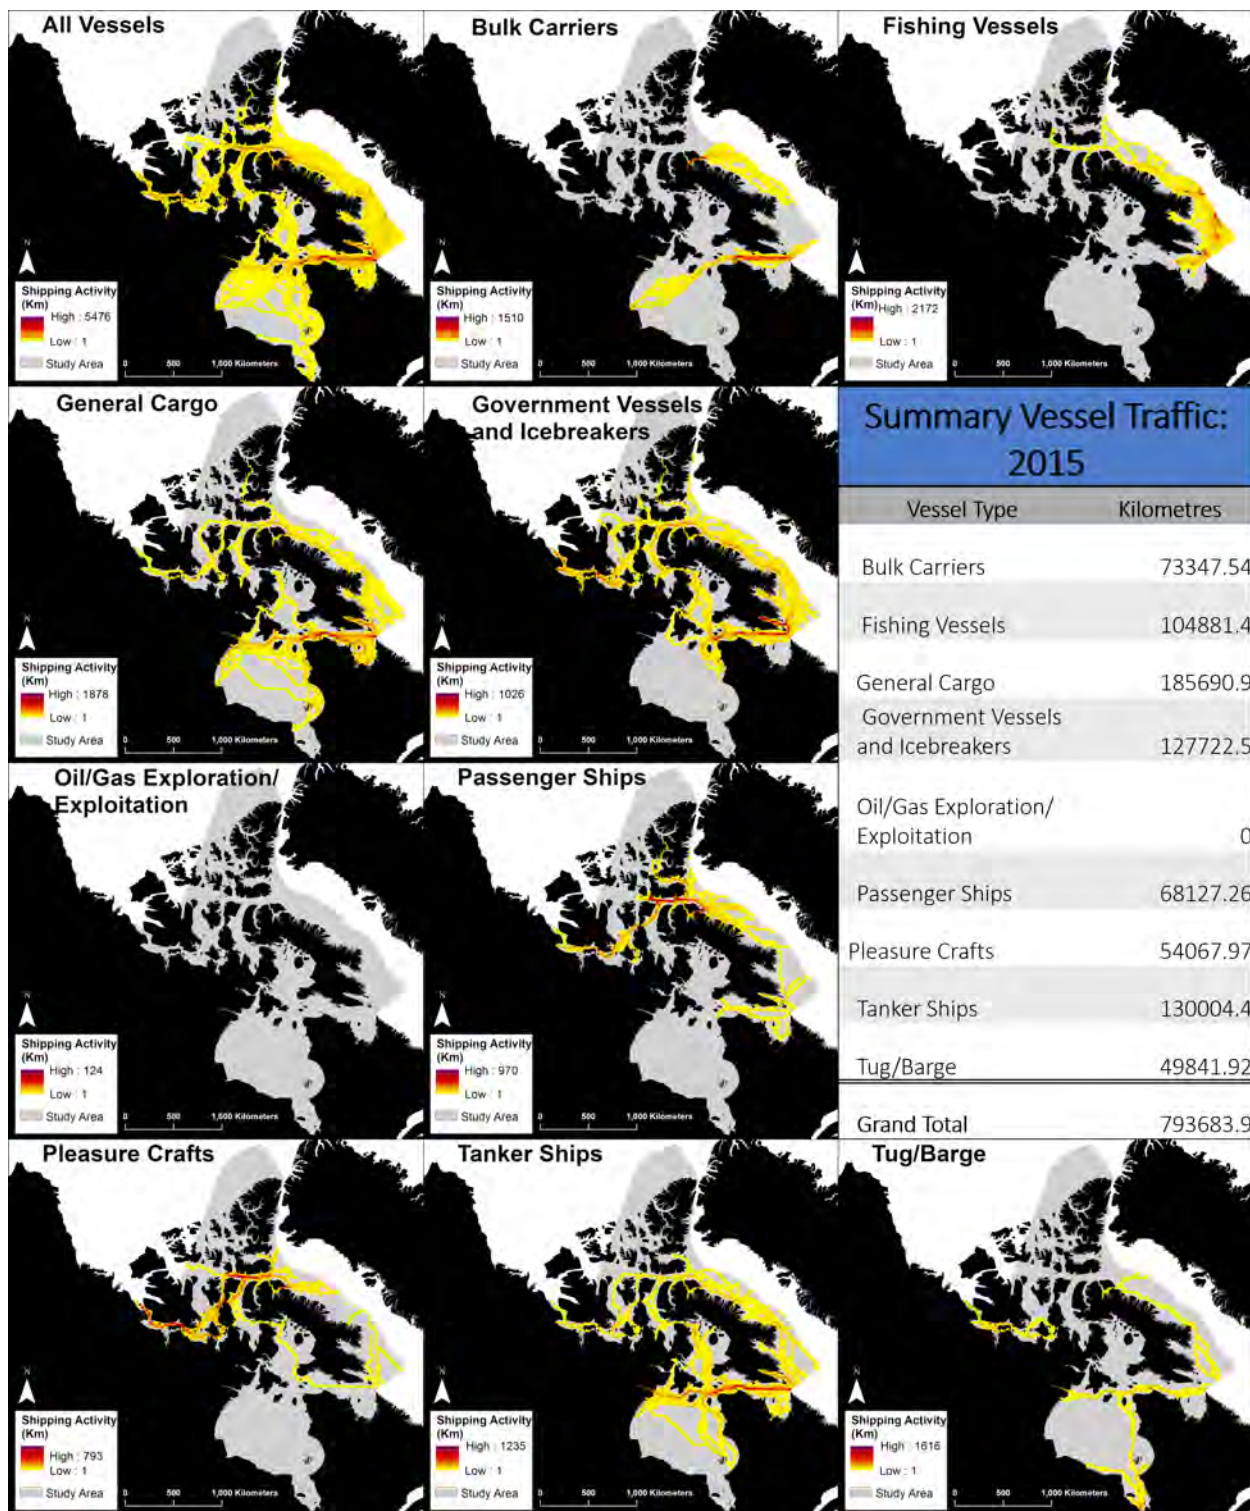 All Vessels
N
Shipping Activity
(Km)
High : 5476
Low : 1
Study Area
0 500 1,000 Kilometers
Bulk Carriers
N
Shipping Activity
(Km)
High : 1510
Low : 1
Study Area
0 500 1,000 Kilometers
Fishing Vessels
N
Shipping Activity
(Km)
High : 2172
Low : 1
Study Area
0 500 1,000 Kilometers
General Cargo
N
Shipping Activity
(Km)
High : 1878
Low : 1
Study Area
0 500 1,000 Kilometers
Government Vessels
and Icebreakers
N
Shipping Activity
(Km)
High : 1026
Low : 1
Study Area
0 500 1,000 Kilometers
Summary Vessel Traffic:
2015
Vessel Type Kilometres
Bulk Carriers 73347.54
Fishing Vessels 104881.4
General Cargo 185690.9
Government Vessels
and Icebreakers 127722.5
Oil/Gas Exploration/
Exploitation 0
Passenger Ships 68127.26
Pleasure Crafts 54067.97
Tanker Ships 130004.4
Tug/Barge 49841.92
Grand Total 793683.9
Oil/Gas Exploration/
Exploitation
N
Shipping Activity
(Km)
High : 124
Low : 1
Study Area
0 500 1,000 Kilometers
Passenger Ships
N
Shipping Activity
(Km)
High : 970
Low : 1
Study Area
0 500 1,000 Kilometers
Pleasure Crafts
N
Shipping Activity
(Km)
High : 793
Low : 1
Study Area
0 500 1,000 Kilometers
Tanker Ships
N
Shipping Activity
(Km)
High : 1235
Low : 1
Study Area
0 500 1,000 Kilometers
Tug/Barge
N
Shipping Activity
(Km)
High : 1616
Low : 1
Study Area
0 500 1,000 Kilometers